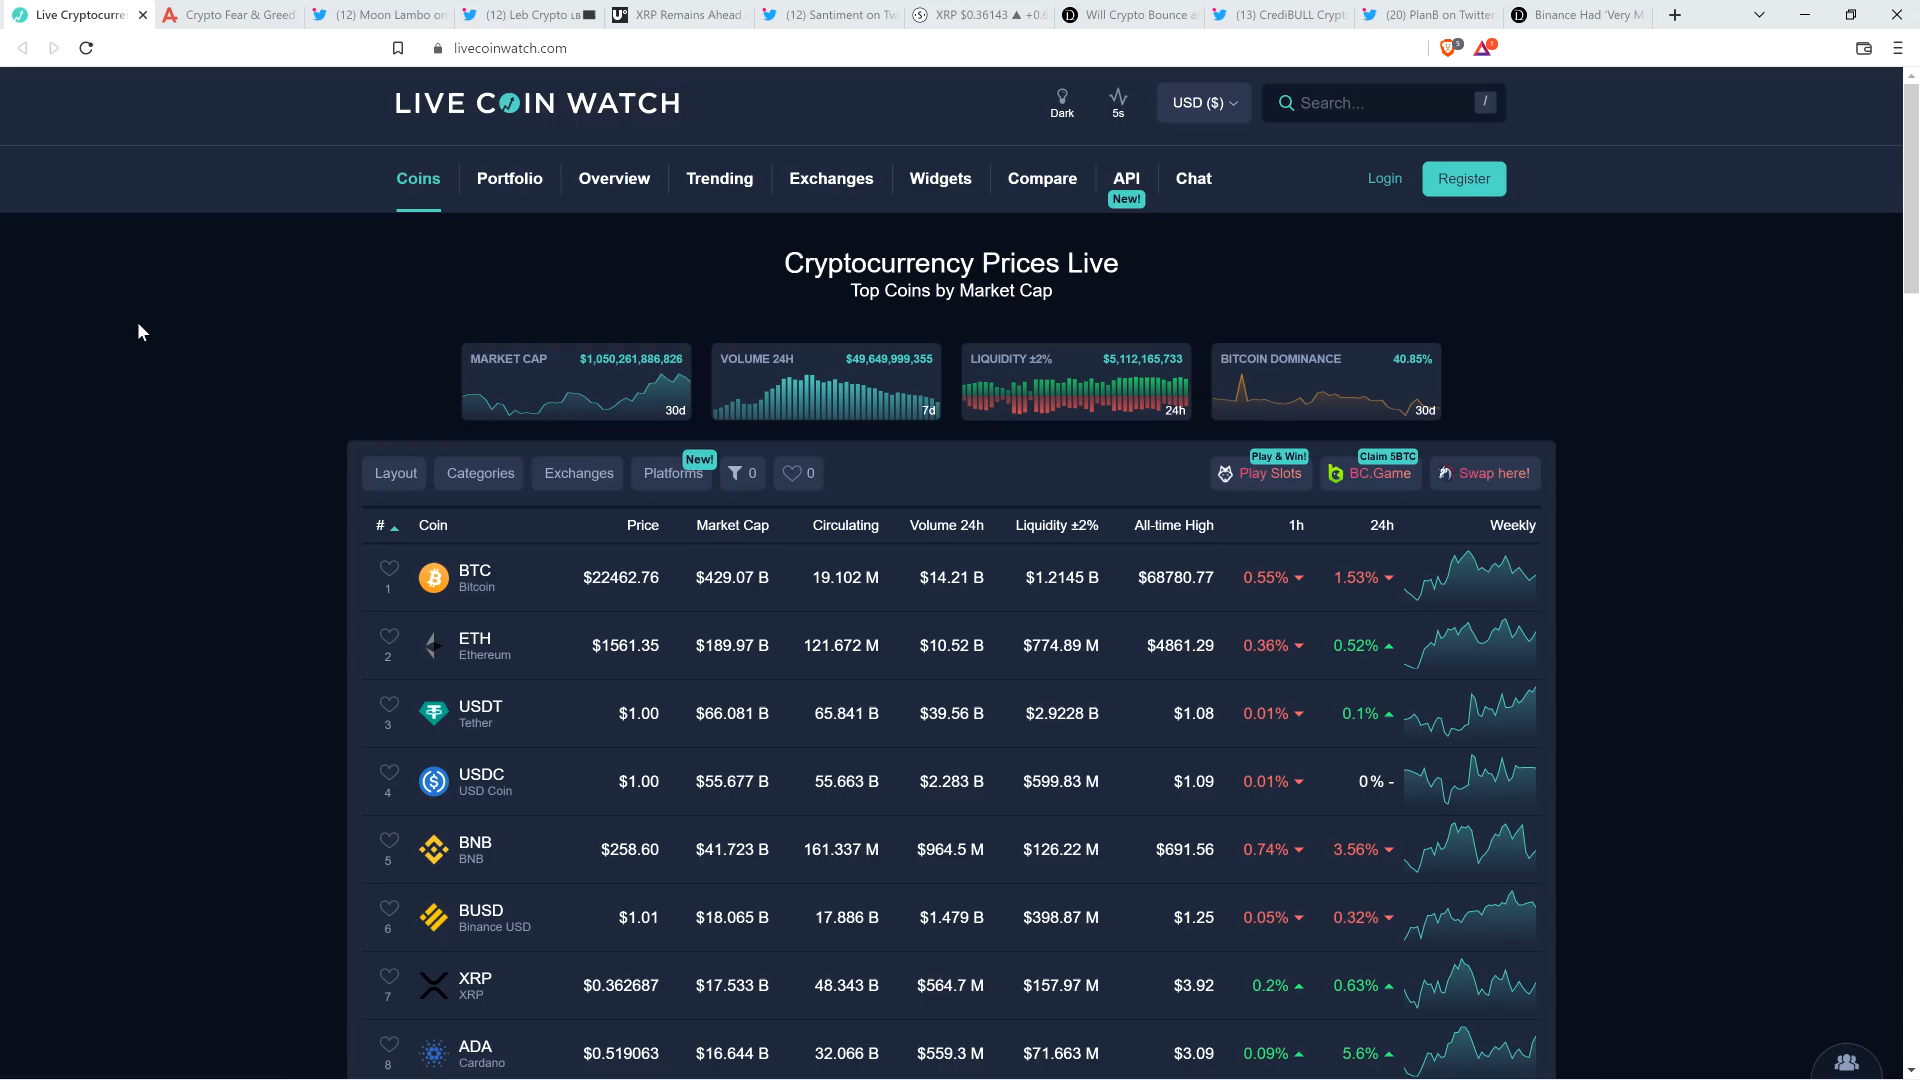 Live Cryptocurre
Crypto Fear & Greed
(12) Moon Lambo on
(12) Leb Crypto LB
XRP Remains Ahead
(12) Santiment on Tw
XRP $0.36143 ▲ +0.6
Will Crypto Bounce a
(13) CrediBULL Crypt
(20) PlanB on Twitter
Binance Had 'Very M
livecoinwatch.com
5
1
LIVE COIN WATCH
Dark
5s
USD ($)
Search...
/
Coins
Portfolio
Overview
Trending
Exchanges
Widgets
Compare
API
New!
Chat
Login
Register
Cryptocurrency Prices Live
Top Coins by Market Cap
MARKET CAP $1,050,261,886,826
30d
VOLUME 24H $49,649,999,355
7d
LIQUIDITY ±2% $5,112,165,733
24h
BITCOIN DOMINANCE 40.85%
30d
Layout
Categories
Exchanges
Platforms
New!
0
0
Play & Win!
Play Slots
Claim 5BTC
BC.Game
Swap here!
# Coin Price Market Cap Circulating Volume 24h Liquidity ±2% All-time High 1h 24h Weekly
1 BTC Bitcoin $22462.76 $429.07 B 19.102 M $14.21 B $1.2145 B $68780.77 0.55% 1.53%
2 ETH Ethereum $1561.35 $189.97 B 121.672 M $10.52 B $774.89 M $4861.29 0.36% 0.52%
3 USDT Tether $1.00 $66.081 B 65.841 B $39.56 B $2.9228 B $1.08 0.01% 0.1%
4 USDC USD Coin $1.00 $55.677 B 55.663 B $2.283 B $599.83 M $1.09 0.01% 0% -
5 BNB BNB $258.60 $41.723 B 161.337 M $964.5 M $126.22 M $691.56 0.74% 3.56%
6 BUSD Binance USD $1.01 $18.065 B 17.886 B $1.479 B $398.87 M $1.25 0.05% 0.32%
7 XRP XRP $0.362687 $17.533 B 48.343 B $564.7 M $157.97 M $3.92 0.2% 0.63%
8 ADA Cardano $0.519063 $16.644 B 32.066 B $559.3 M $71.663 M $3.09 0.09% 5.6%